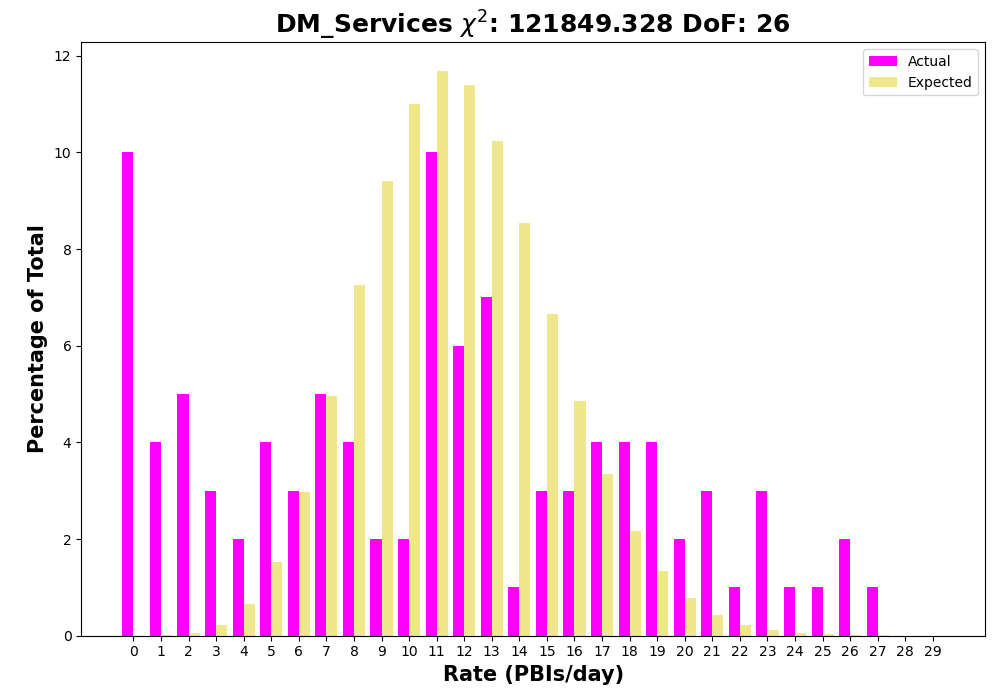 DM_Services χ²: 121849.328 DoF: 26
Actual
Expected
Percentage of Total
12
10
8
6
4
2
0
0 1 2 3 4 5 6 7 8 9 10 11 12 13 14 15 16 17 18 19 20 21 22 23 24 25 26 27 28 29
Rate (PBIs/day)